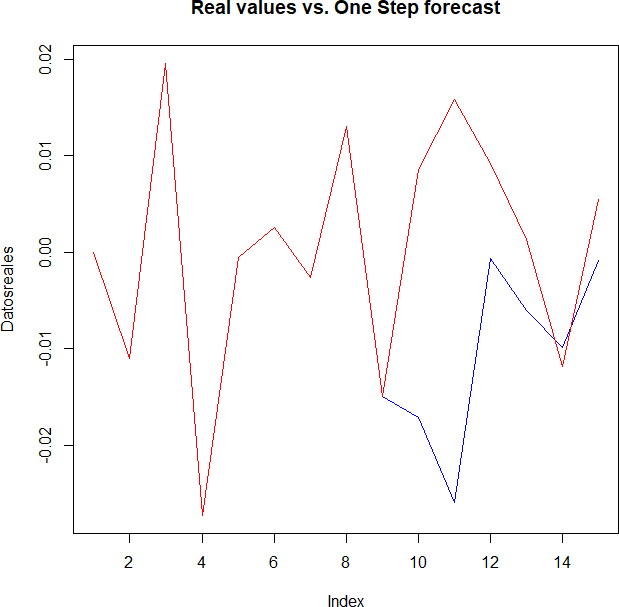 Real values vs. One Step forecast
0.02
0.01
0.00
-0.01
-0.02
Datosreales
2 4 6 8 10 12 14
Index